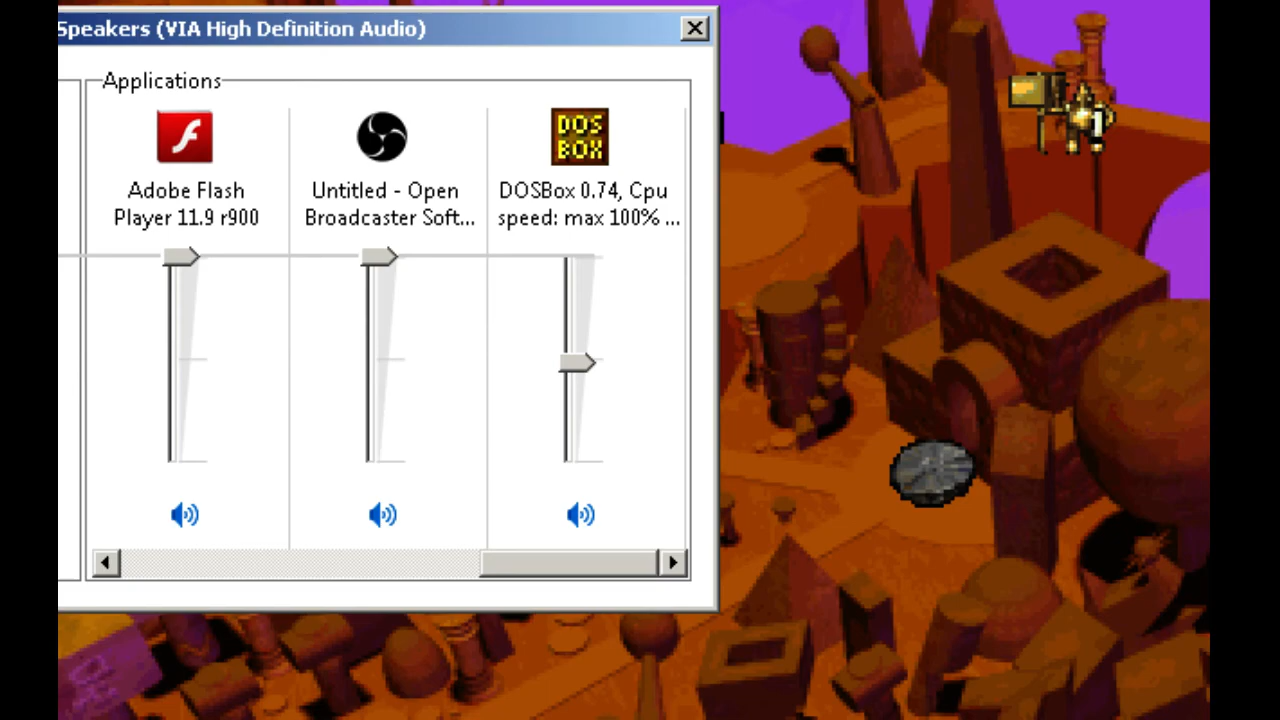 Speakers (VIA High Definition Audio)
Applications
DOS
BOX
Adobe Flash
Player 11.9 r900
Untitled - Open
Broadcaster Soft...
DOSBox 0.74, Cpu
speed: max 100% ...